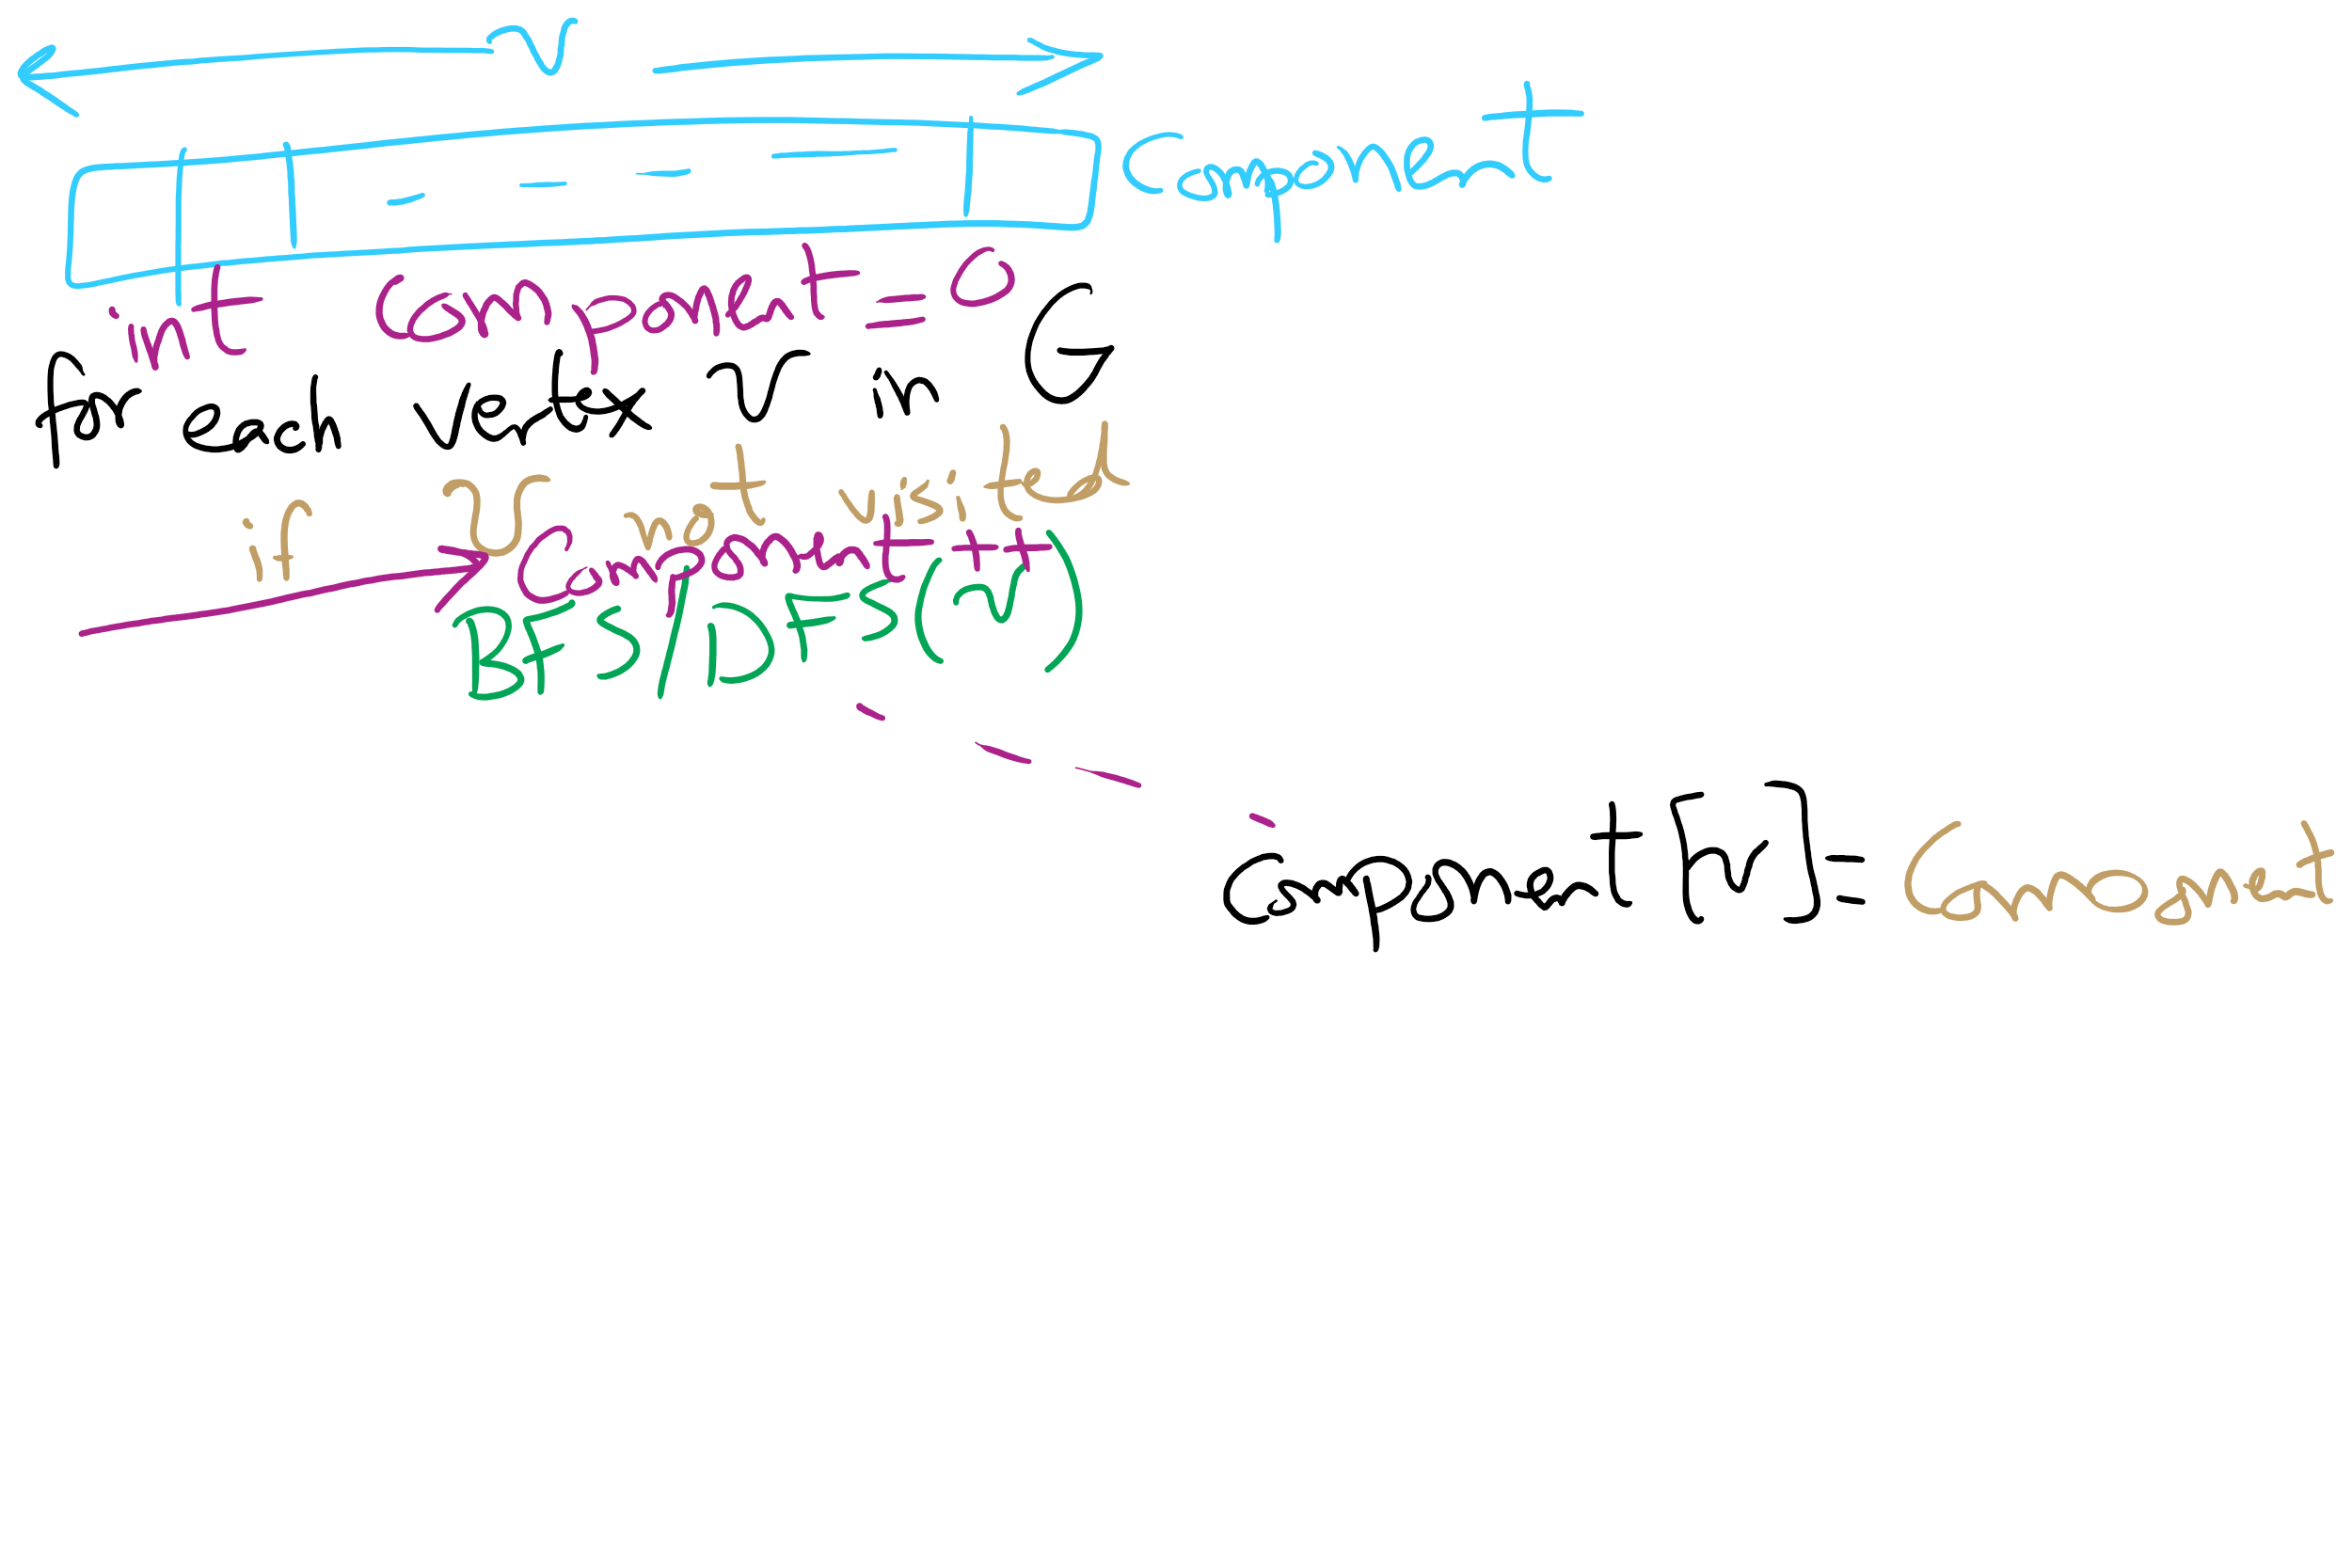 V
component
int component = 0
for each vertex v in G
if v not visited
Component++
BFS/DFS(v)
component[v] = Component